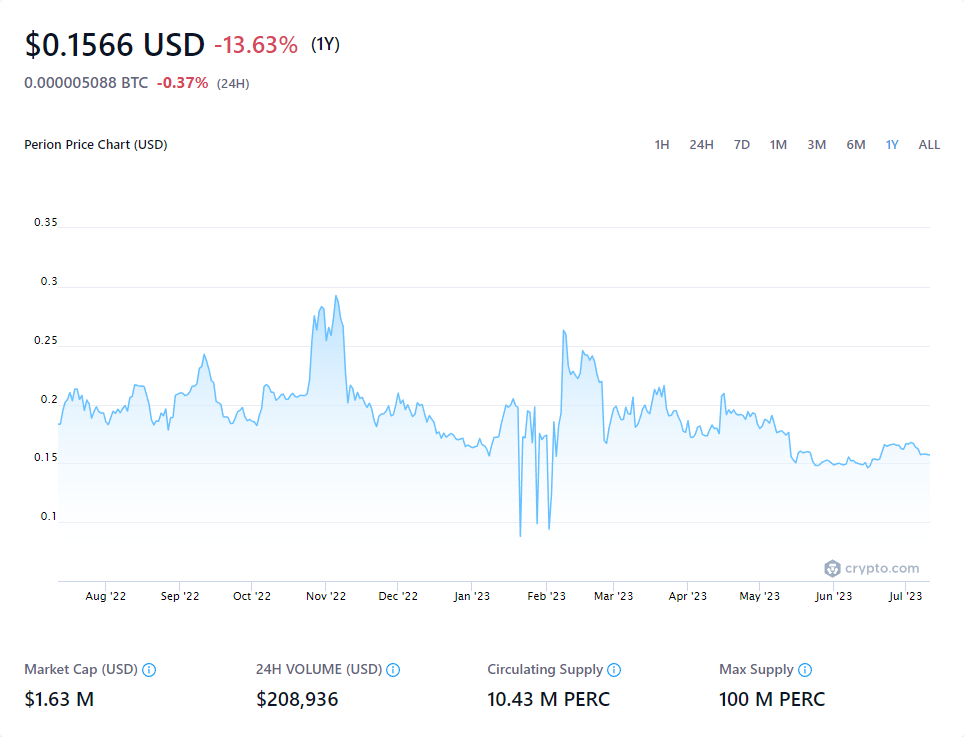 $0.1566 USD -13.63% (1Y)
0.000005088 BTC -0.37% (24H)
Perion Price Chart (USD) 1H 24H 7D 1M 3M 6M 1Y ALL
0.35
0.3
0.25
0.2
0.15
0.1
crypto.com
Aug '22 Sep '22 Oct '22 Nov '22 Dec '22 Jan '23 Feb '23 Mar '23 Apr '23 May '23 Jun '23 Jul '23
Market Cap (USD) 24H VOLUME (USD) Circulating Supply Max Supply
$1.63 M $208,936 10.43 M PERC 100 M PERC